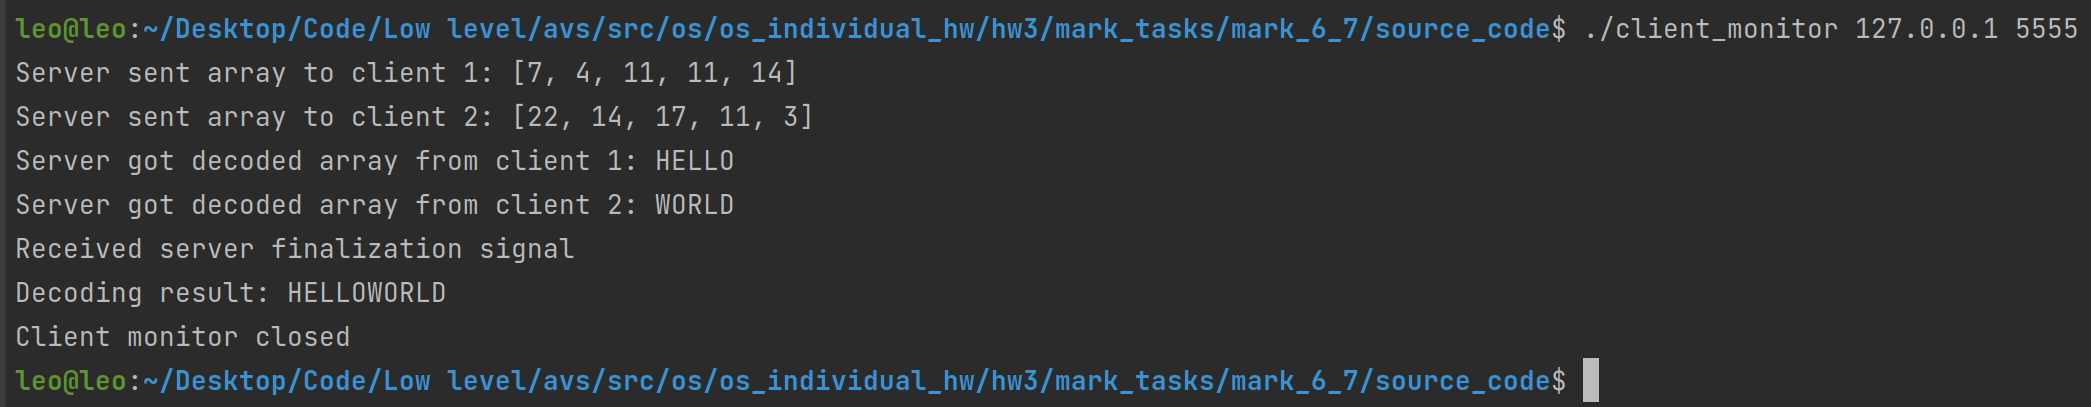 leo@leo:~/Desktop/Code/Low level/avs/src/os/os_individual_hw/hw3/mark_tasks/mark_6_7/source_code$ ./client_monitor 127.0.0.1 5555
Server sent array to client 1: [7, 4, 11, 11, 14]
Server sent array to client 2: [22, 14, 17, 11, 3]
Server got decoded array from client 1: HELLO
Server got decoded array from client 2: WORLD
Received server finalization signal
Decoding result: HELLOWORLD
Client monitor closed
leo@leo:~/Desktop/Code/Low level/avs/src/os/os_individual_hw/hw3/mark_tasks/mark_6_7/source_code$